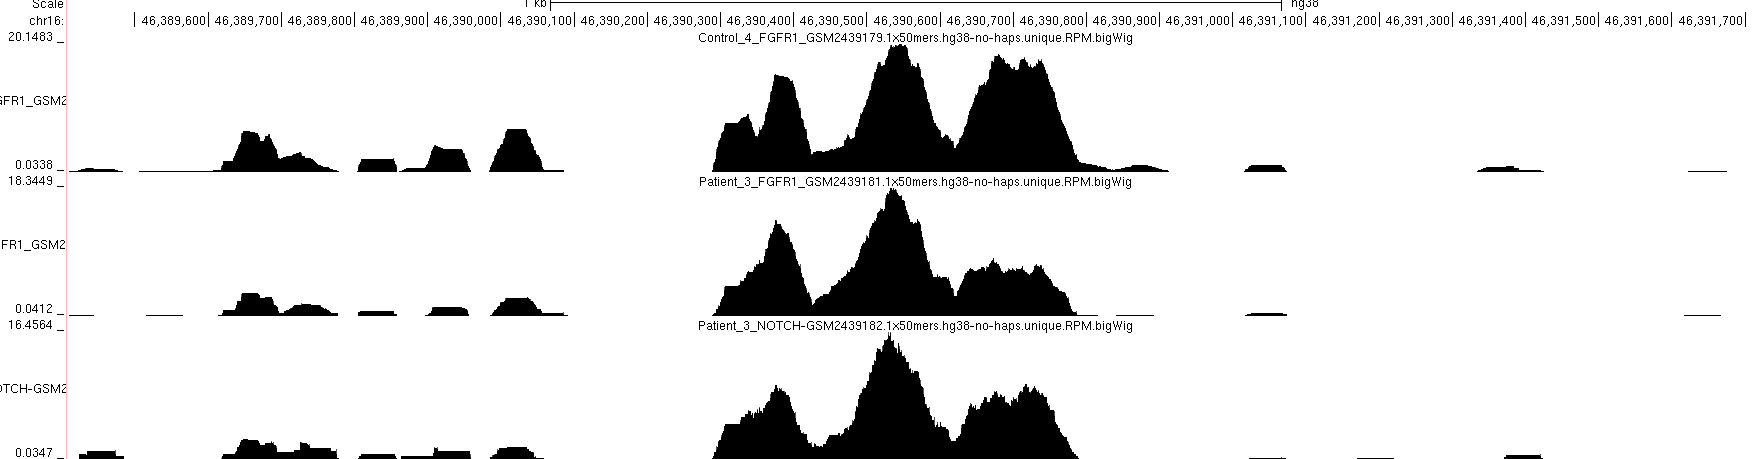 Scale 1 kb hg38
chr16: 46,389,600 46,389,700 46,389,800 46,389,900 46,390,000 46,390,100 46,390,200 46,390,300 46,390,400 46,390,500 46,390,600 46,390,700 46,390,800 46,390,900 46,391,000 46,391,100 46,391,200 46,391,300 46,391,400 46,391,500 46,391,600 46,391,700
20.1483 _ Control_4_FGFR1_GSM2439179.1x50mers.hg38-no-haps.unique.RPM.bigWig
GFR1_GSM2
0.0338 _
18.3449 _ Patient_3_FGFR1_GSM2439181.1x50mers.hg38-no-haps.unique.RPM.bigWig
FR1_GSM2
0.0412 _
16.4564 _ Patient_3_NOTCH-GSM2439182.1x50mers.hg38-no-haps.unique.RPM.bigWig
OTCH-GSM2
0.0347 _